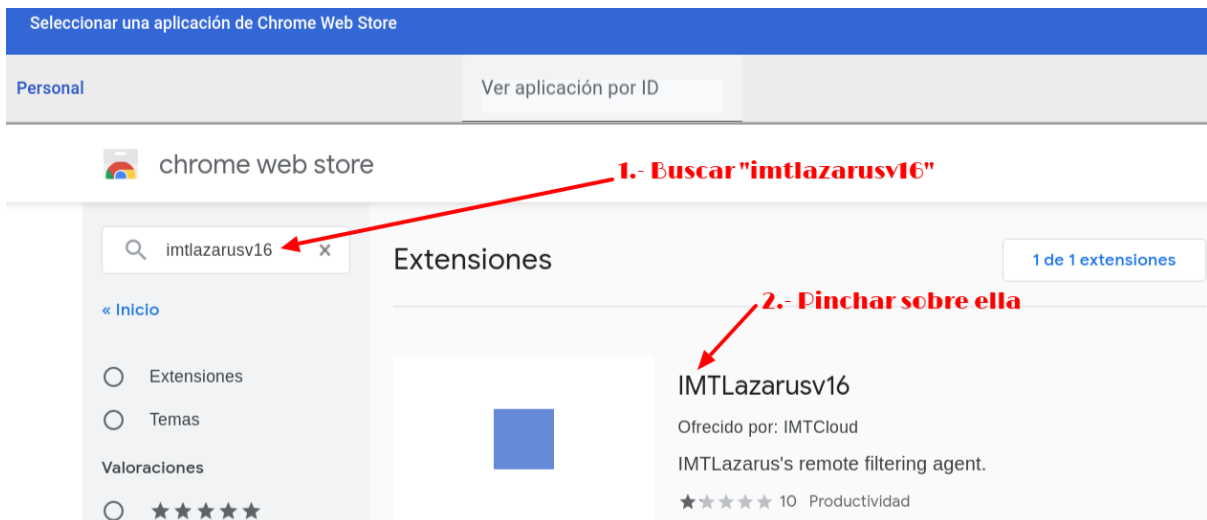 Seleccionar una aplicación de Chrome Web Store
Personal
Ver aplicación por ID
chrome web store
1.- Buscar "imtlazarusv16"
imtlazarusv16 ×
Extensiones
1 de 1 extensiones
« Inicio
2.- Pinchar sobre ella
Extensiones
IMTLazarusv16
Temas
Ofrecido por: IMTCloud
Valoraciones
IMTLazarus's remote filtering agent.
★★★★★
★★★★★ 10 Productividad